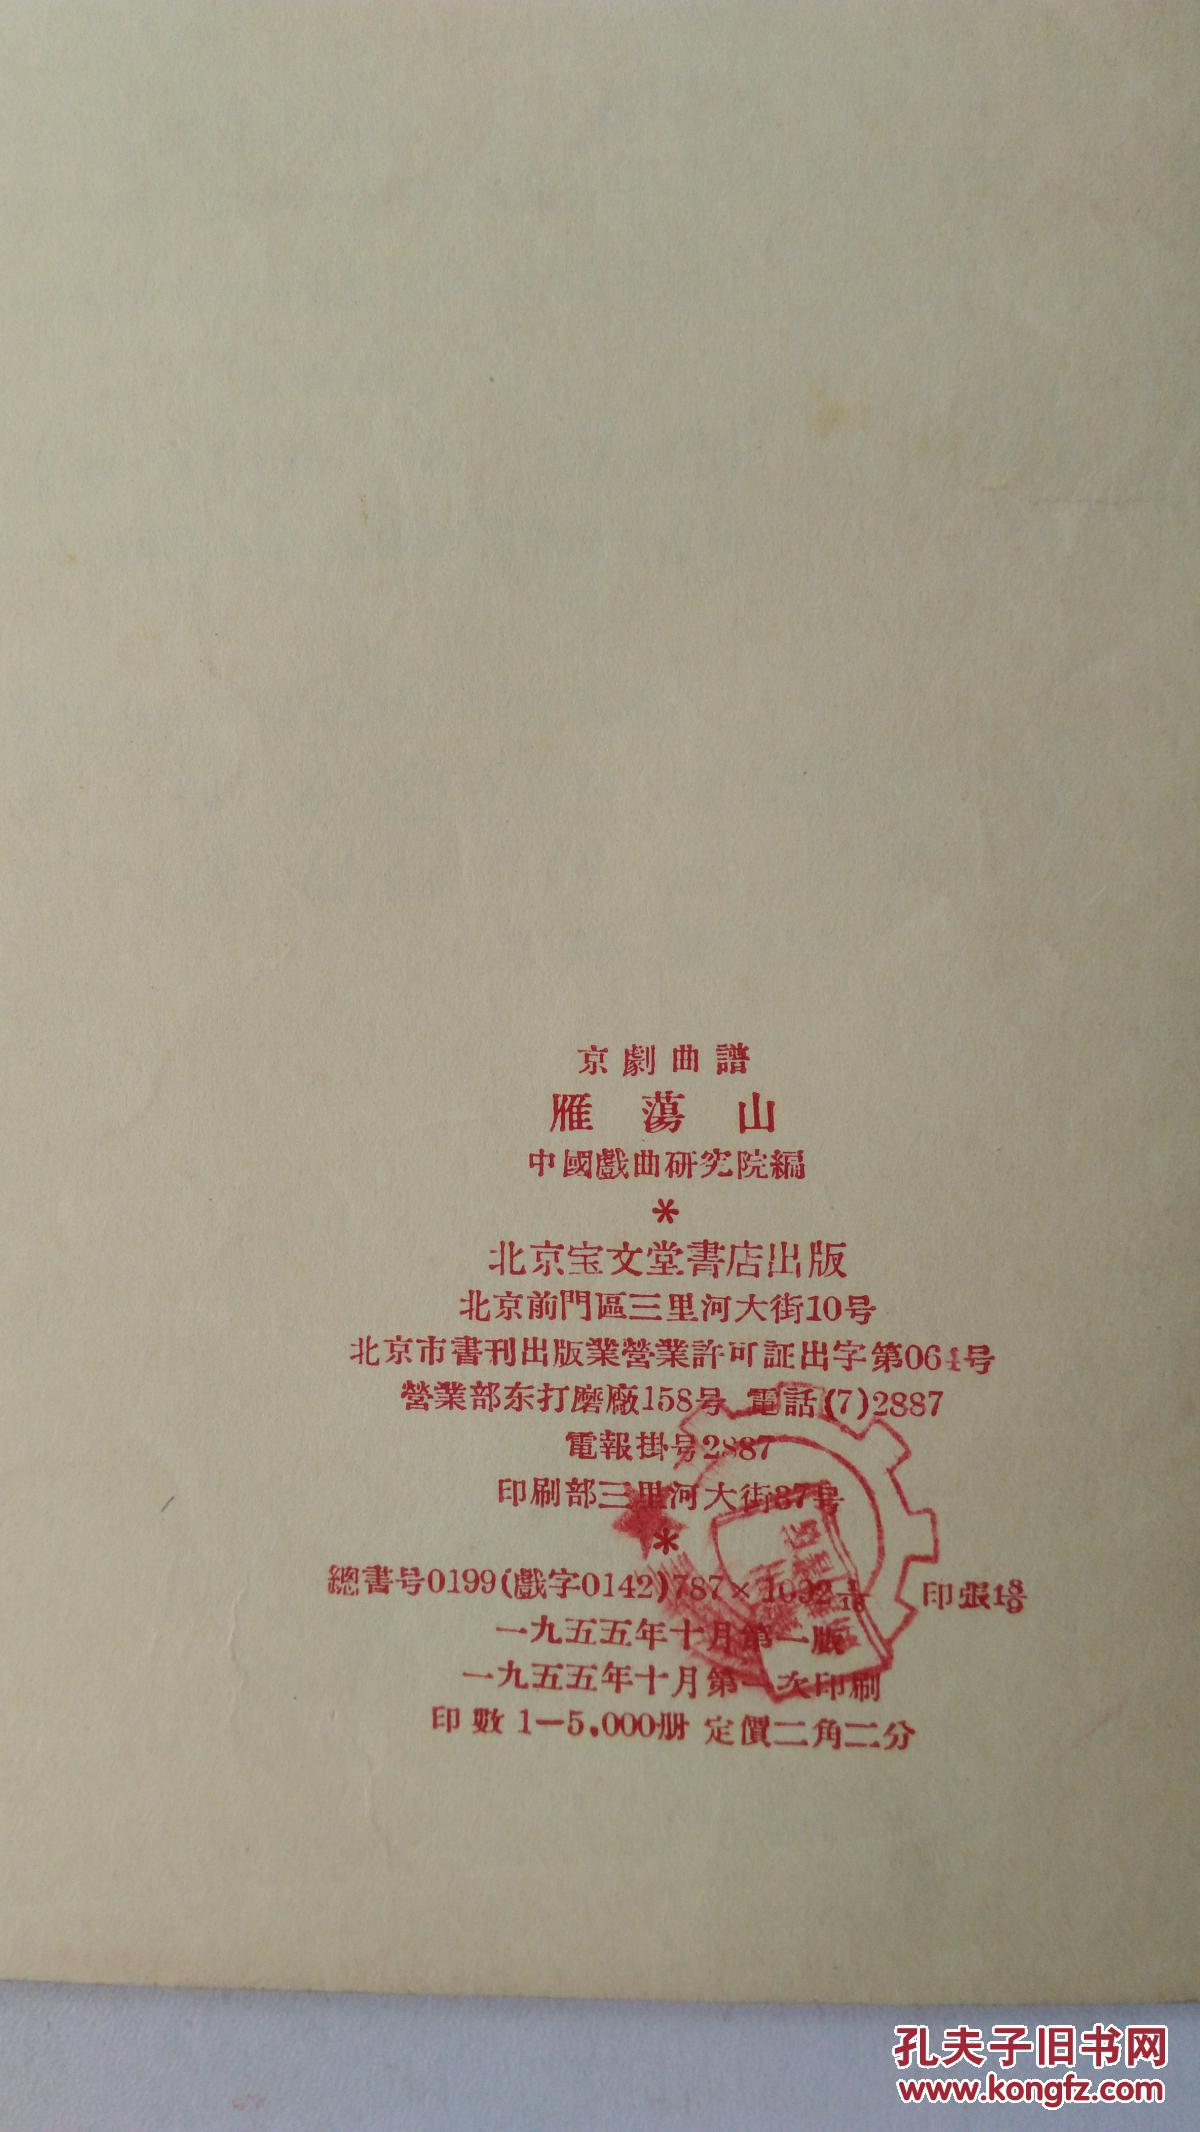 京劇曲譜
雁蕩山
中國戲曲研究院編
*
北京宝文堂書店出版
北京前門區三里河大街10号
北京市書刊出版業營業許可証出字第064号
營業部东打磨廠158号 電話(7)2887
電報掛号2887
印刷部三里河大街37号
*
總書号0199(戲字0142)787×1092 1/16 印張1
一九五五年十月第一版
一九五五年十月第一次印刷
印數1—5,000册 定價二角二分
孔夫子旧书网
www.kongfz.com